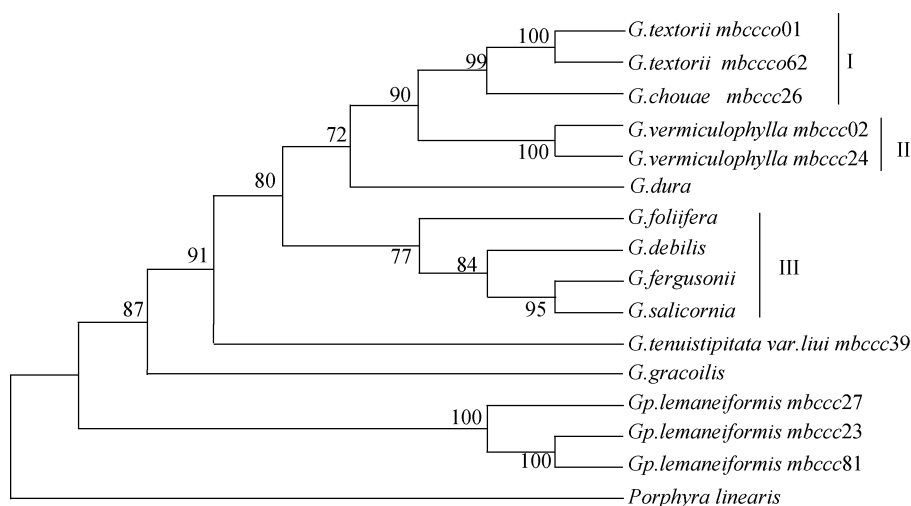 G.textorii mbccco01
100
G.textorii mbccco62
99
I
G.chouae mbccc26
90
G.vermiculophylla mbccc02
100
II
G.vermiculophylla mbccc24
72
G.dura
80
G.foliifera
77
G.debilis
84
III
G.fergusonii
95
G.salicornia
91
G.tenuistipitata var.liui mbccc39
87
G.gracoilis
Gp.lemaneiformis mbccc27
100
Gp.lemaneiformis mbccc23
100
Gp.lemaneiformis mbccc81
Porphyra linearis